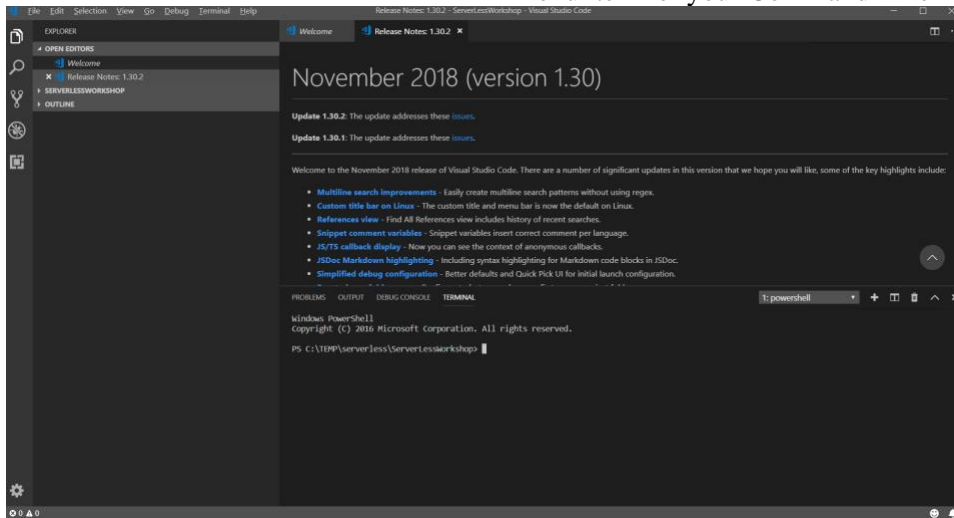 File Edit Selection View Go Debug Terminal Help
Release Notes: 1.30.2 - ServerLessWorkshop - Visual Studio Code
EXPLORER
OPEN EDITORS
Welcome
Release Notes: 1.30.2
SERVERLESSWORKSHOP
OUTLINE
Welcome
Release Notes: 1.30.2
November 2018 (version 1.30)
Update 1.30.2: The update addresses these issues.
Update 1.30.1: The update addresses these issues.
Welcome to the November 2018 release of Visual Studio Code. There are a number of significant updates in this version that we hope you will like, some of the key highlights include:
Multiline search improvements - Easily create multiline search patterns without using regex.
Custom title bar on Linux - The custom title and menu bar is now the default on Linux.
References view - Find All References view includes history of recent searches.
Snippet comment variables - Snippet variables insert correct comment per language.
JS/TS callback display - Now you can see the context of anonymous callbacks.
JSDoc Markdown highlighting - Including syntax highlighting for Markdown code blocks in JSDoc.
Simplified debug configuration - Better defaults and Quick Pick UI for initial launch configuration.
PROBLEMS OUTPUT DEBUG CONSOLE TERMINAL
1: powershell
Windows PowerShell
Copyright (C) 2016 Microsoft Corporation. All rights reserved.
PS C:\TEMP\serverless\ServerLessWorkshop>
0 0